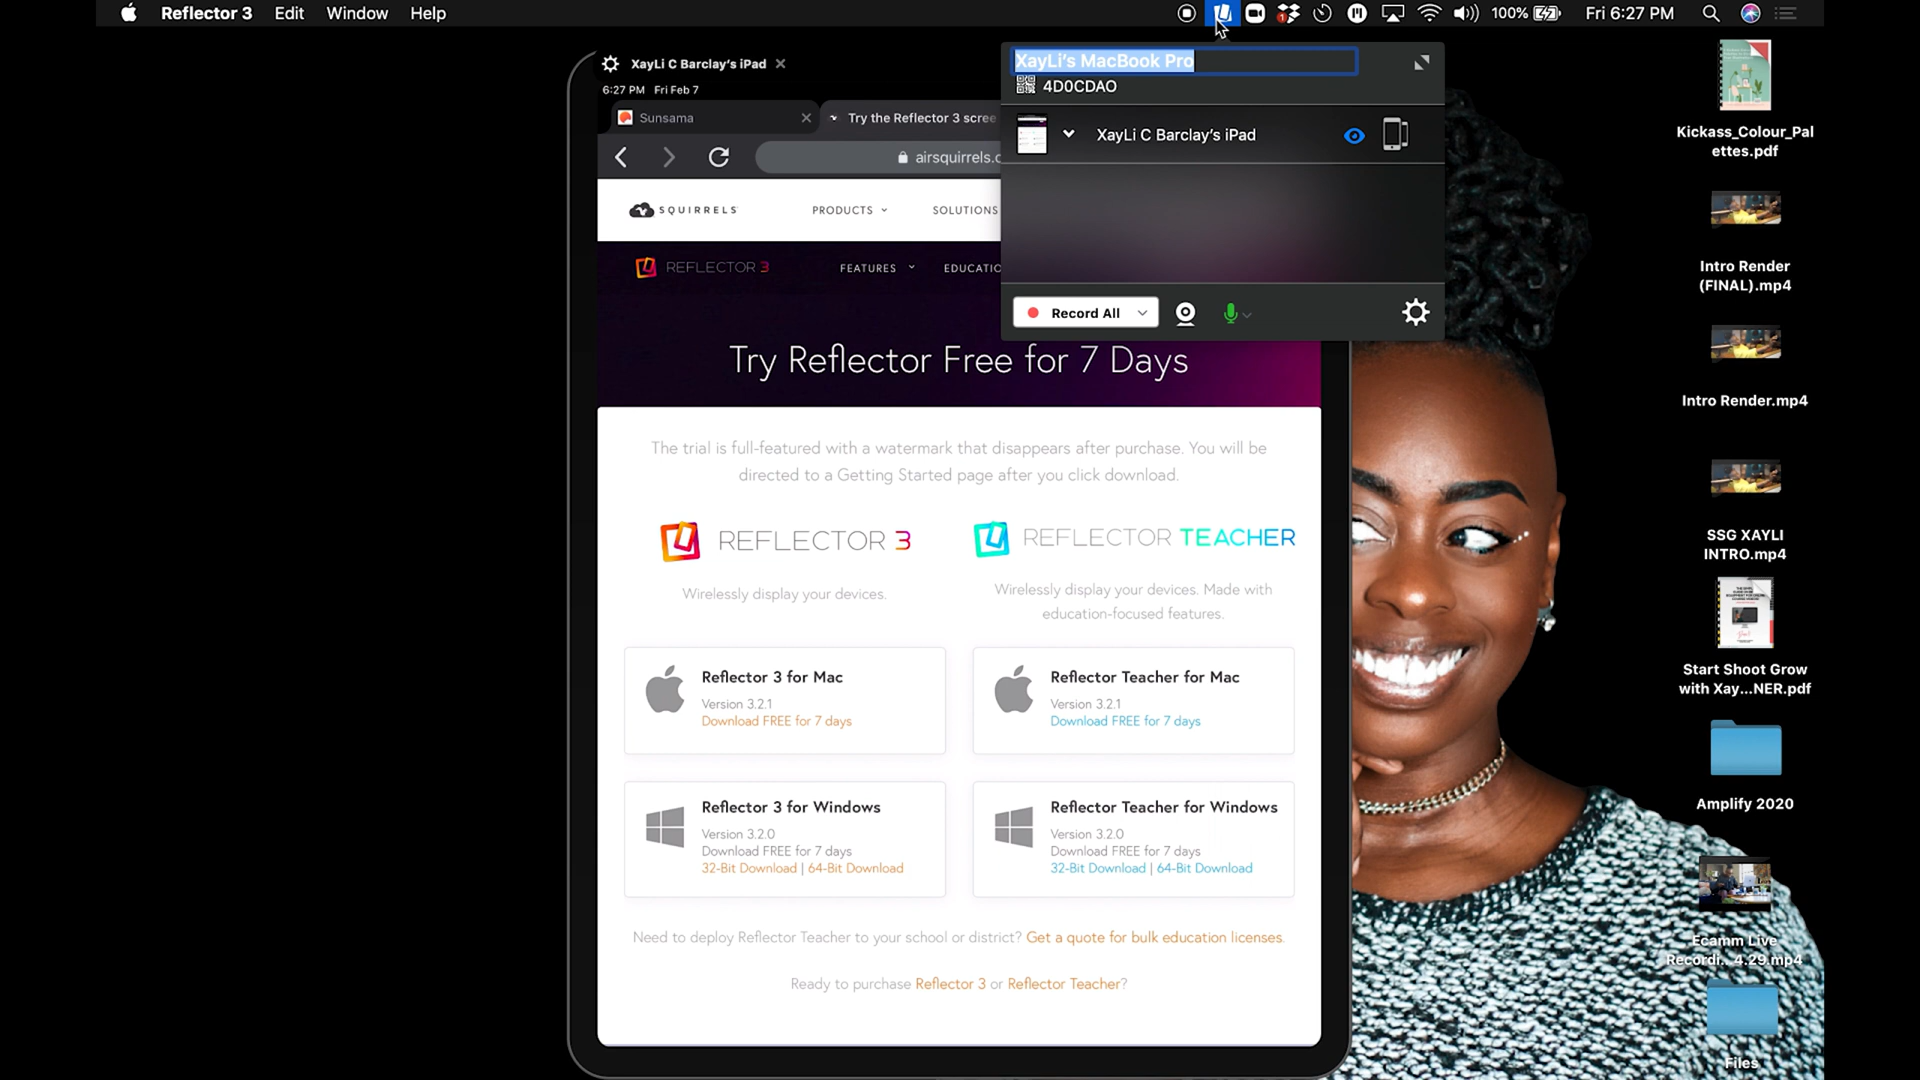 Reflector 3 Edit Window Help
100% Fri 6:27 PM
XayLi C Barclay's iPad
6:27 PM Fri Feb 7
Sunsama
Try the Reflector 3 scree
airsquirrels.c
SQUIRRELS
PRODUCTS
SOLUTIONS
REFLECTOR 3
FEATURES
EDUCATIO
XayLi's MacBook Pro
4D0CDAO
XayLi C Barclay's iPad
Record All
Try Reflector Free for 7 Days
The trial is full-featured with a watermark that disappears after purchase. You will be
directed to a Getting Started page after you click download.
REFLECTOR 3
Wirelessly display your devices.
REFLECTOR TEACHER
Wirelessly display your devices. Made with
education-focused features.
Reflector 3 for Mac
Version 3.2.1
Download FREE for 7 days
Reflector Teacher for Mac
Version 3.2.1
Download FREE for 7 days
Reflector 3 for Windows
Version 3.2.0
Download FREE for 7 days
32-Bit Download | 64-Bit Download
Reflector Teacher for Windows
Version 3.2.0
Download FREE for 7 days
32-Bit Download | 64-Bit Download
Need to deploy Reflector Teacher to your school or district? Get a quote for bulk education licenses.
Ready to purchase Reflector 3 or Reflector Teacher?
Kickass_Colour_Pal
ettes.pdf
Intro Render
(FINAL).mp4
Intro Render.mp4
SSG XAYLI
INTRO.mp4
Start Shoot Grow
with Xay...NER.pdf
Amplify 2020
Ecamm Live
Recordi...4.29.mp4
Files